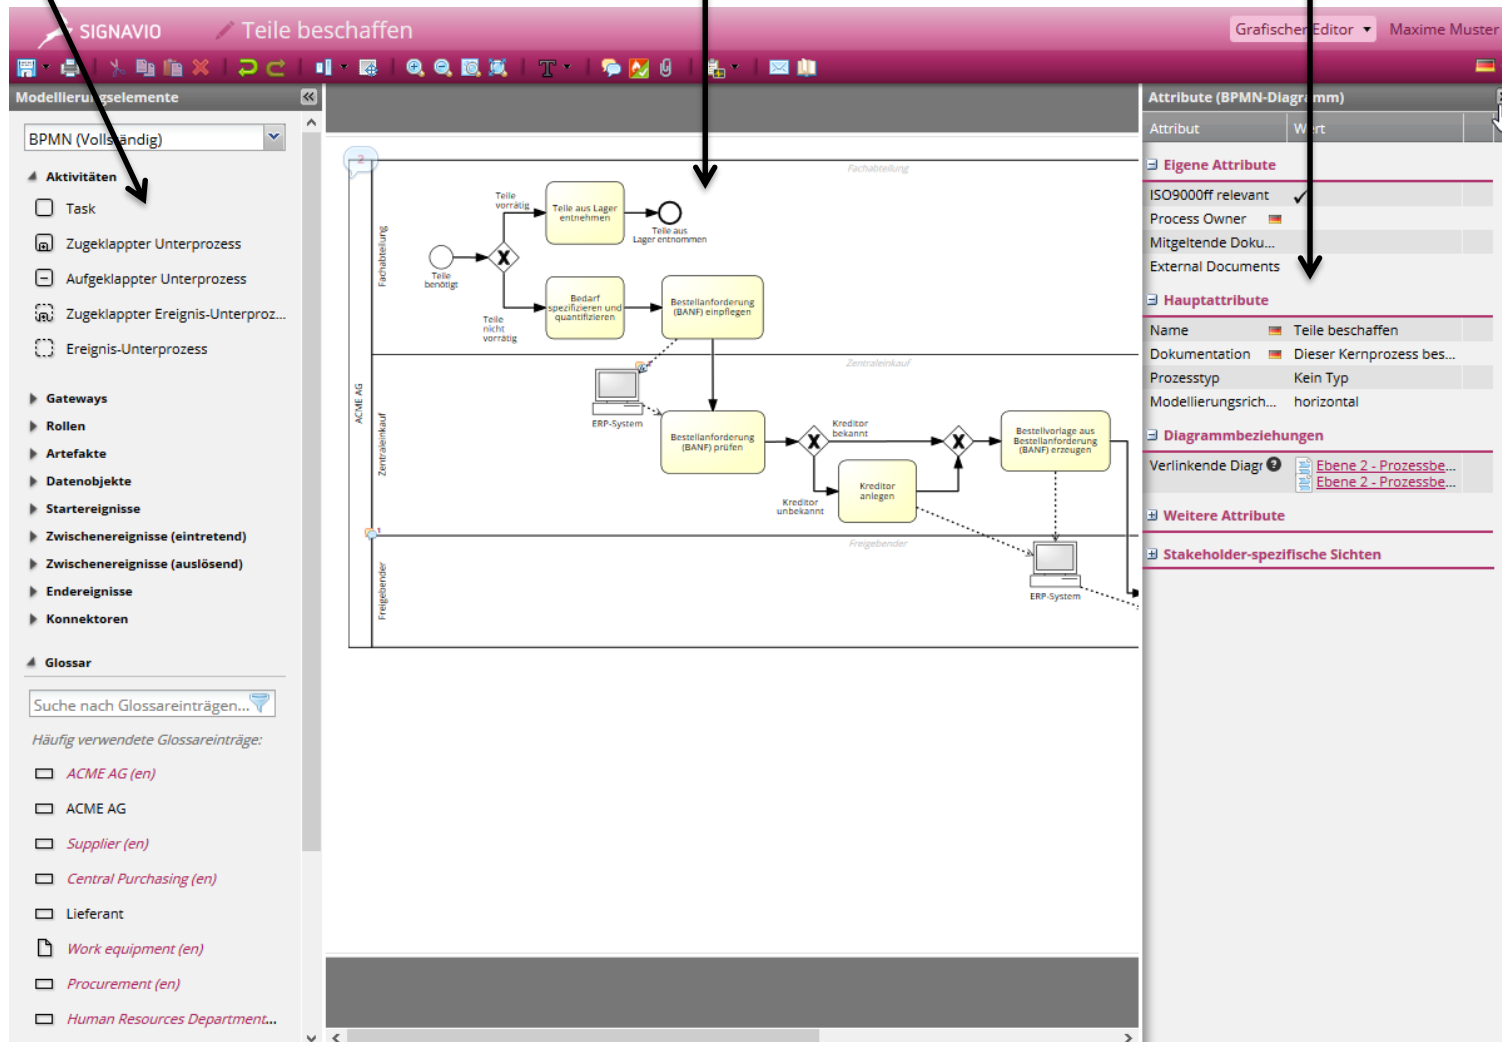 SIGNAVIO
Teile beschaffen
Grafischer Editor
Maxime Muster
Modellierungselemente
BPMN (Vollständig)
Aktivitäten
Task
Zugeklappter Unterprozess
Aufgeklappter Unterprozess
Zugeklappter Ereignis-Unterproz...
Ereignis-Unterprozess
Gateways
Rollen
Artefakte
Datenobjekte
Startereignisse
Zwischenereignisse (eintretend)
Zwischenereignisse (auslösend)
Endereignisse
Konnektoren
Glossar
Suche nach Glossareinträgen...
Häufig verwendete Glossareinträge:
ACME AG (en)
ACME AG
Supplier (en)
Central Purchasing (en)
Lieferant
Work equipment (en)
Procurement (en)
Human Resources Department...
2
ACME AG
Fachabteilung
Fachabteilung
Teile
benötigt
X
Teile
vorrätig
Teile aus Lager
entnehmen
Teile aus
Lager entnommen
Teile
nicht
vorrätig
Bedarf
spezifizieren und
quantifizieren
Bestellanforderung
(BANF) einpflegen
Zentraleinkauf
Zentraleinkauf
ERP-System
Bestellanforderung
(BANF) prüfen
X
Kreditor
bekannt
Kreditor
unbekannt
Kreditor
anlegen
X
Bestellvorlage aus
Bestellanforderung
(BANF) erzeugen
1
Freigebender
Freigebender
ERP-System
Attribute (BPMN-Diagramm)
Attribut Wert
Eigene Attribute
ISO9000ff relevant
Process Owner
Mitgeltende Doku...
External Documents
Hauptattribute
Name Teile beschaffen
Dokumentation Dieser Kernprozess bes...
Prozesstyp Kein Typ
Modellierungsrich... horizontal
Diagrammbeziehungen
Verlinkende Diagr ? Ebene 2 - Prozessbe...
Ebene 2 - Prozessbe...
Weitere Attribute
Stakeholder-spezifische Sichten